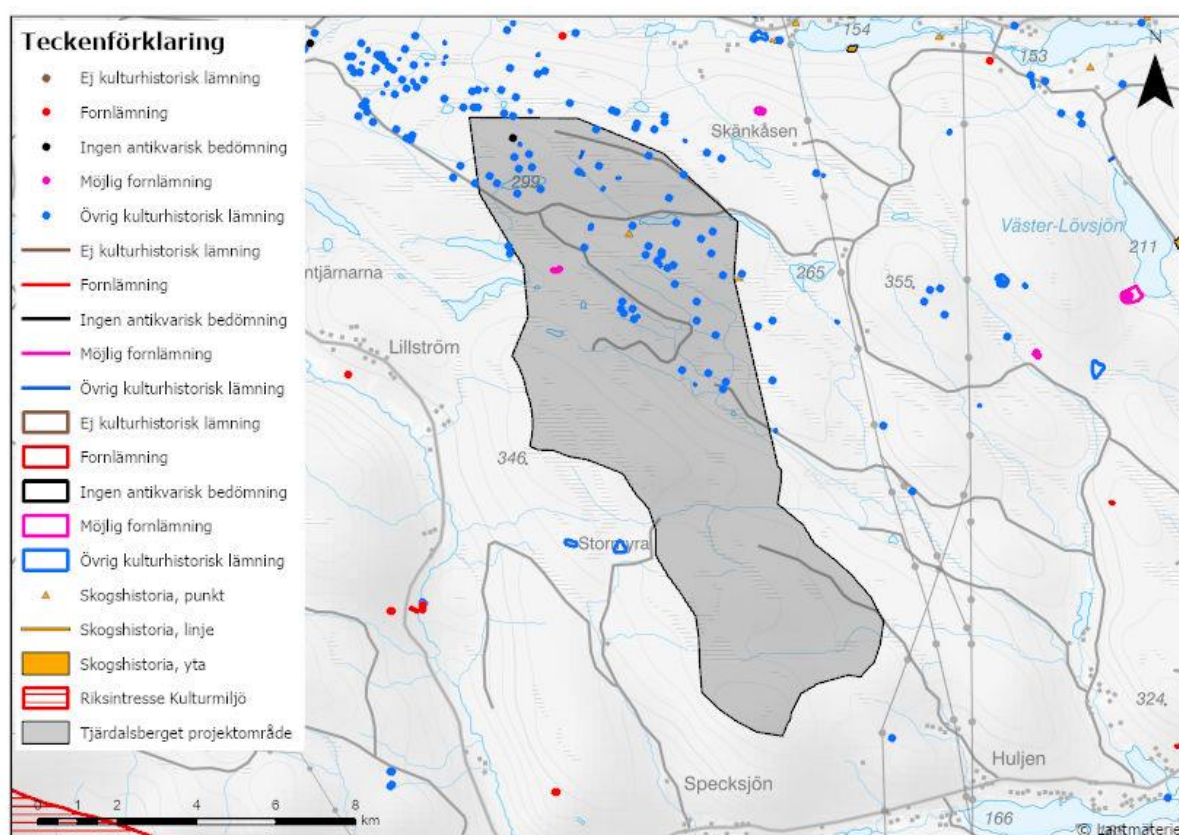 Teckenförklaring
Ej kulturhistorisk lämning
Fornlämning
Ingen antikvarisk bedömning
Möjlig fornlämning
Övrig kulturhistorisk lämning
Ej kulturhistorisk lämning
Fornlämning
Ingen antikvarisk bedömning
Möjlig fornlämning
Övrig kulturhistorisk lämning
Ej kulturhistorisk lämning
Fornlämning
Ingen antikvarisk bedömning
Möjlig fornlämning
Övrig kulturhistorisk lämning
Skogshistoria, punkt
Skogshistoria, linje
Skogshistoria, yta
Riksintresse Kulturmiljö
Tjärdalsberget projektområde
0 1 2 4 6 8
km
154
153
N
Skänkåsen
299
Väster-Lövsjön
211
ntjärnarna
265
355
Lillström
346
Stormyra
324
Specksjön
Huljen
166
© Lantmäterie